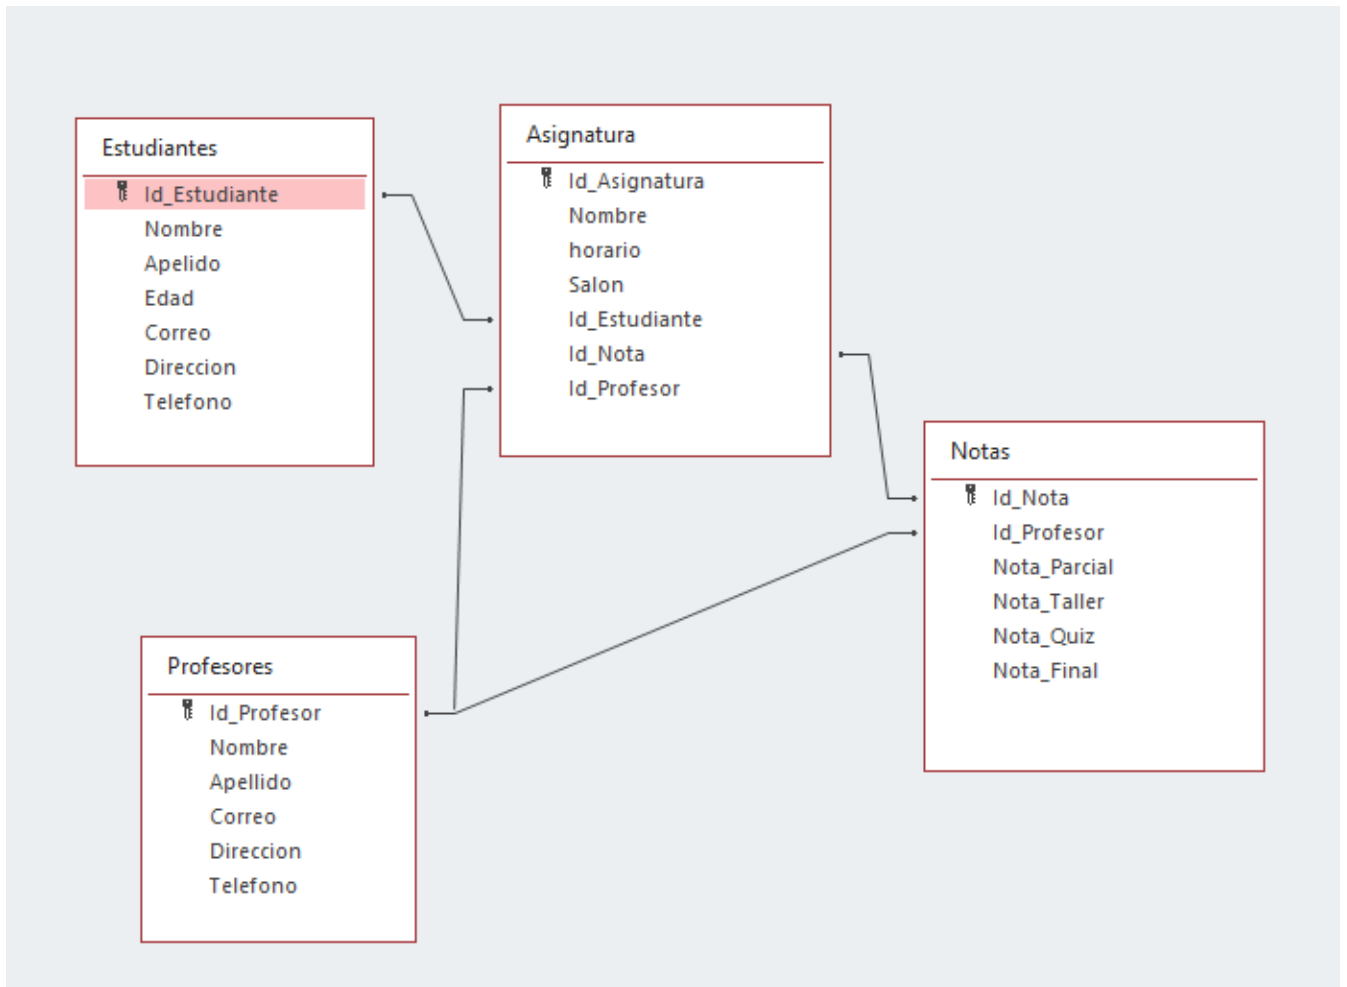 Estudiantes
Id_Estudiante
Nombre
Apelido
Edad
Correo
Direccion
Telefono
Asignatura
Id_Asignatura
Nombre
horario
Salon
Id_Estudiante
Id_Nota
Id_Profesor
Notas
Id_Nota
Id_Profesor
Nota_Parcial
Nota_Taller
Nota_Quiz
Nota_Final
Profesores
Id_Profesor
Nombre
Apellido
Correo
Direccion
Telefono